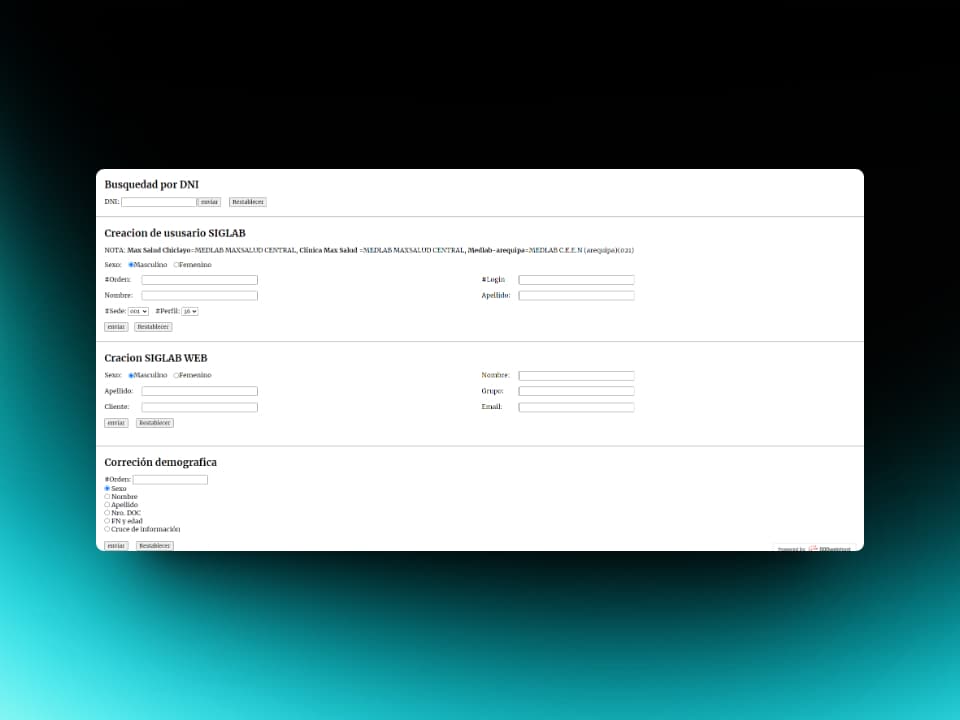 Busquedad por DNI
DNI: enviar Restablecer
Creacion de ususario SIGLAB
NOTA: Max Salud Chiclayo=MEDLAB MAXSALUD CENTRAL, Clinica Max Salud =MEDLAB MAXSALUD CENTRAL, Medlab-arequipa=MEDLAB C.E.E.N (arequipa)(021)
Sexo: Masculino Femenino
#Orden: #Login
Nombre: Apellido:
#Sede: 001 #Perfil: 36
enviar Restablecer
Cracion SIGLAB WEB
Sexo: Masculino Femenino Nombre:
Apellido: Grupo:
Cliente: Email:
enviar Restablecer
Correción demografica
#Orden:
Sexo
Nombre
Apellido
Nro. DOC
FN y edad
Cruce de información
enviar Restablecer
Powered by